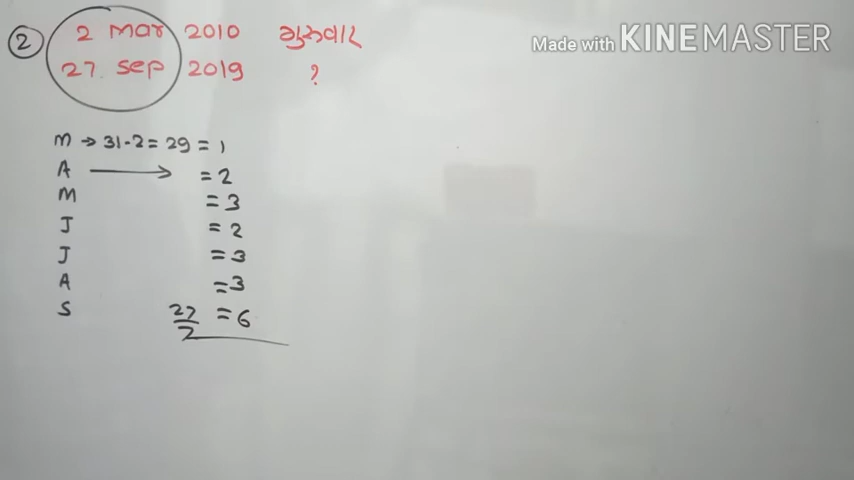 ② 2 Mar 2010 ગુરુવાર
27 Sep 2019 ?
Made with KINEMASTER
M → 31-2 = 29 = 1
A → = 2
M = 3
J = 2
J = 3
A = 3
S 27/7 = 6